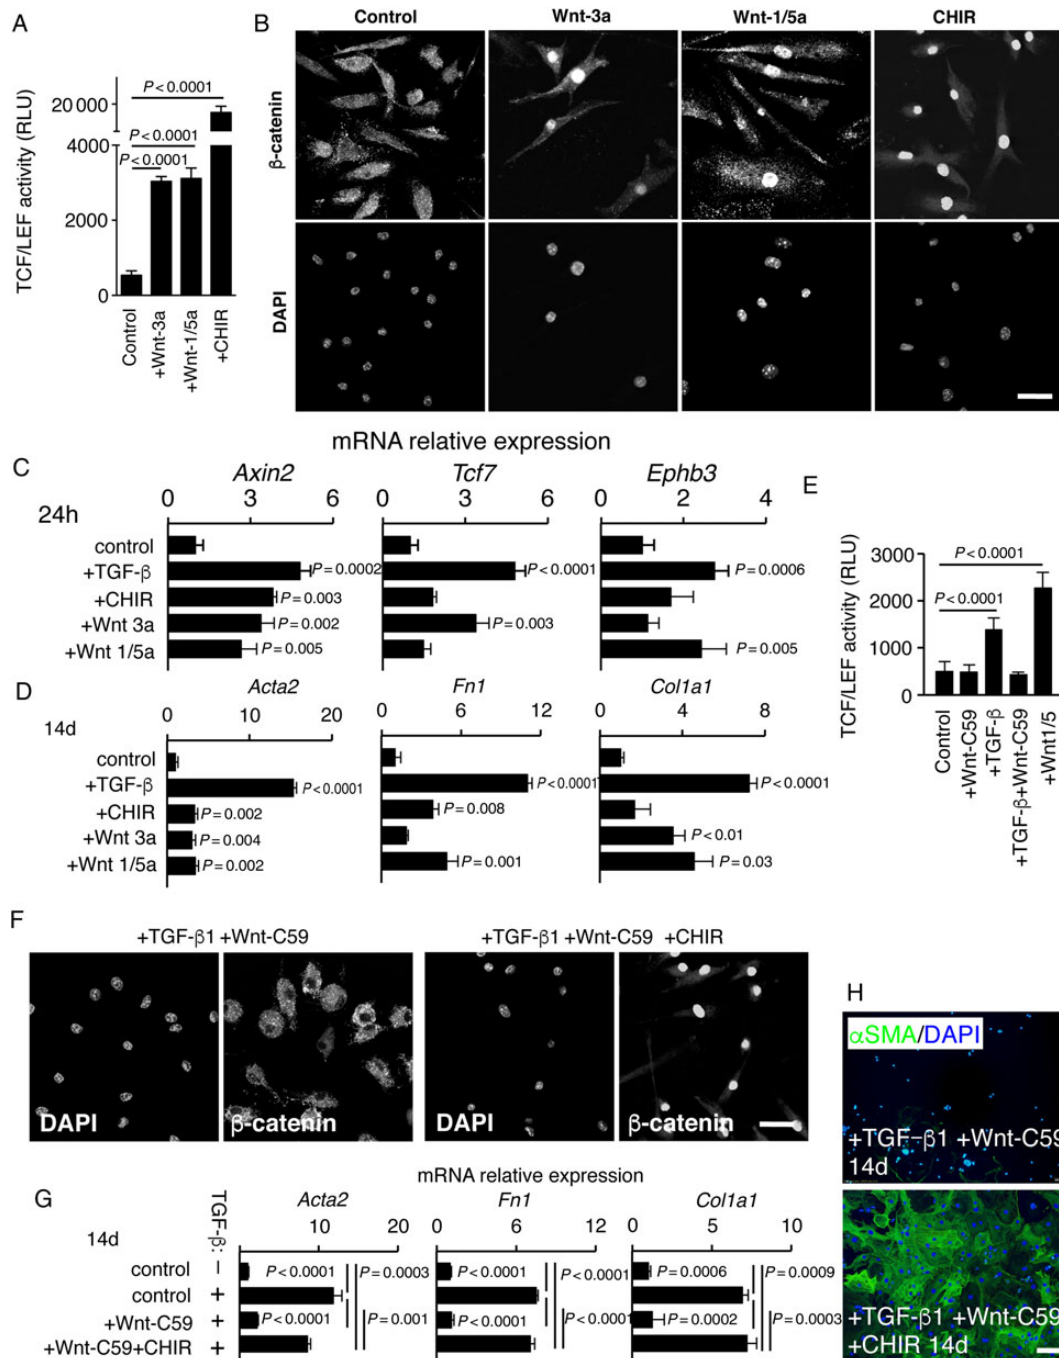 A
TCF/LEF activity (RLU)
20 000
4000
2000
0
P < 0.0001
P < 0.0001
P < 0.0001
Control
+Wnt-3a
+Wnt-1/5a
+CHIR
B
Control
Wnt-3a
Wnt-1/5a
CHIR
β-catenin
DAPI
mRNA relative expression
C
24h
Axin2
Tcf7
Ephb3
0 3 6
0 3 6
0 2 4
control
+TGF-β
P = 0.0002
P < 0.0001
P = 0.0006
+CHIR
P = 0.003
+Wnt 3a
P = 0.002
P = 0.003
+Wnt 1/5a
P = 0.005
P = 0.005
D
14d
Acta2
Fn1
Col1a1
0 10 20
0 6 12
0 4 8
control
+TGF-β
P < 0.0001
P < 0.0001
P < 0.0001
+CHIR
P = 0.002
P = 0.008
+Wnt 3a
P = 0.004
P < 0.01
+Wnt 1/5a
P = 0.002
P = 0.001
P = 0.03
E
TCF/LEF activity (RLU)
3000
2000
1000
0
P < 0.0001
P < 0.0001
Control
+Wnt-C59
+TGF-β
+TGF-β+Wnt-C59
+Wnt1/5
F
+TGF-β1 +Wnt-C59
+TGF-β1 +Wnt-C59 +CHIR
DAPI
β-catenin
DAPI
β-catenin
G
mRNA relative expression
14d
TGF-β:
Acta2
Fn1
Col1a1
0 10 20
0 6 12
0 5 10
control −
P < 0.0001
P = 0.0003
P < 0.0001
P < 0.0001
P = 0.0006
P = 0.0009
control +
+Wnt-C59 +
P < 0.0001
P = 0.001
P < 0.0001
P < 0.0001
P = 0.0002
P = 0.0003
+Wnt-C59+CHIR +
H
αSMA/DAPI
+TGF-β1 +Wnt-C59
14d
+TGF-β1 +Wnt-C59
+CHIR 14d